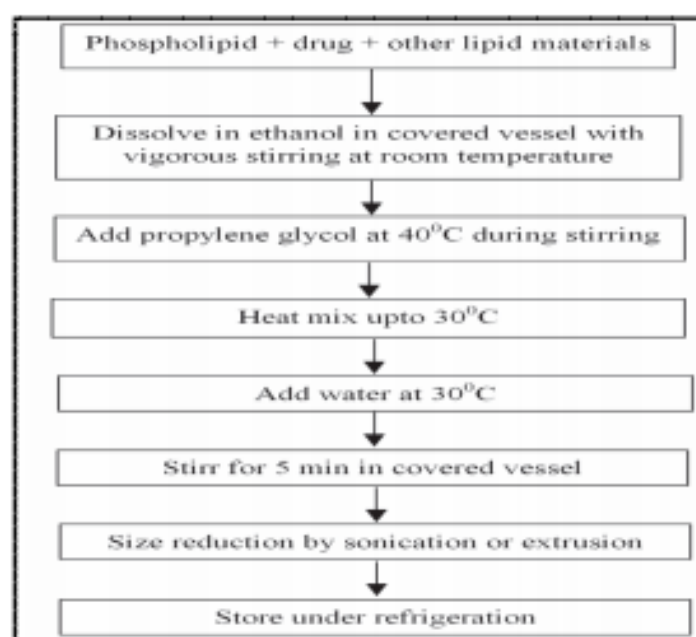 Phospholipid + drug + other lipid materials
Dissolve in ethanol in covered vessel with
vigorous stirring at room temperature
Add propylene glycol at 40⁰C during stirring
Heat mix upto 30⁰C
Add water at 30⁰C
Stirr for 5 min in covered vessel
Size reduction by sonication or extrusion
Store under refrigeration